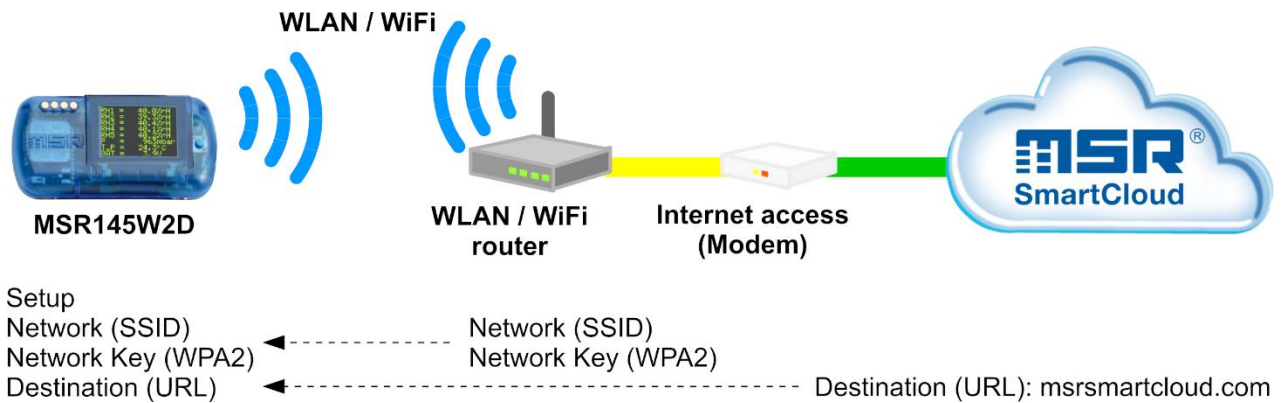 WLAN / WiFi
MSR
MSR145W2D
WLAN / WiFi
router
Internet access
(Modem)
MSR®
SmartCloud
Setup
Network (SSID)
Network Key (WPA2)
Destination (URL)
Network (SSID)
Network Key (WPA2)
Destination (URL): msrsmartcloud.com